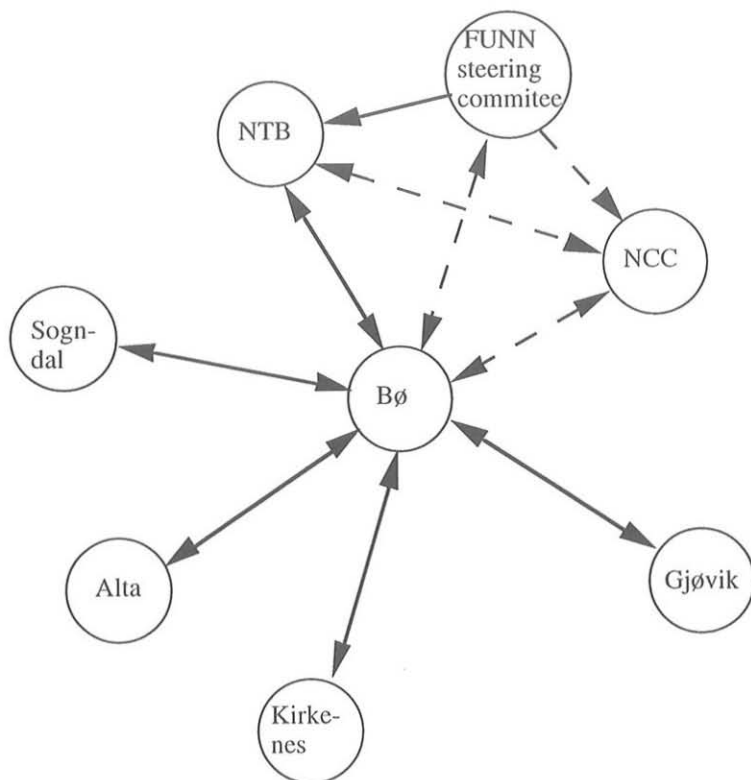 FUNN
steering
commitee
NTB
NCC
Sogn-
dal
Bø
Alta
Gjøvik
Kirke-
nes